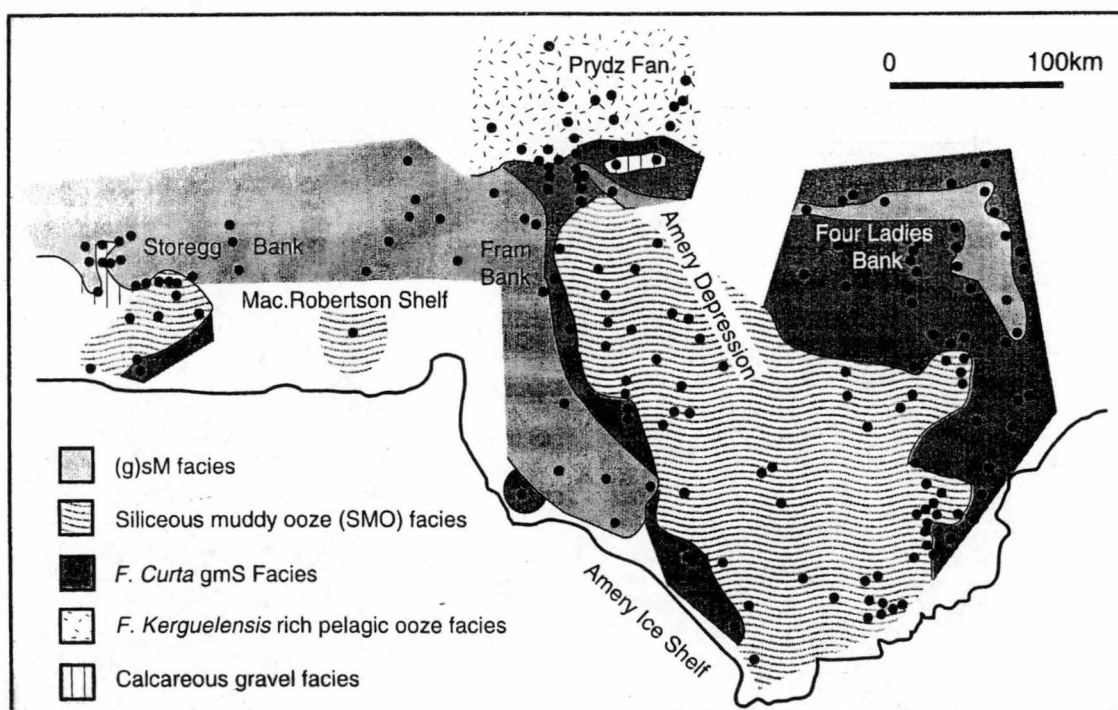 Prydz Fan
0 100km
Storegg Bank
Fram
Bank
Four Ladies
Bank
Amery Depression
Mac.Robertson Shelf
(g)sM facies
Siliceous muddy ooze (SMO) facies
F. Curta gmS Facies
F. Kerguelensis rich pelagic ooze facies
Calcareous gravel facies
Amery Ice Shelf